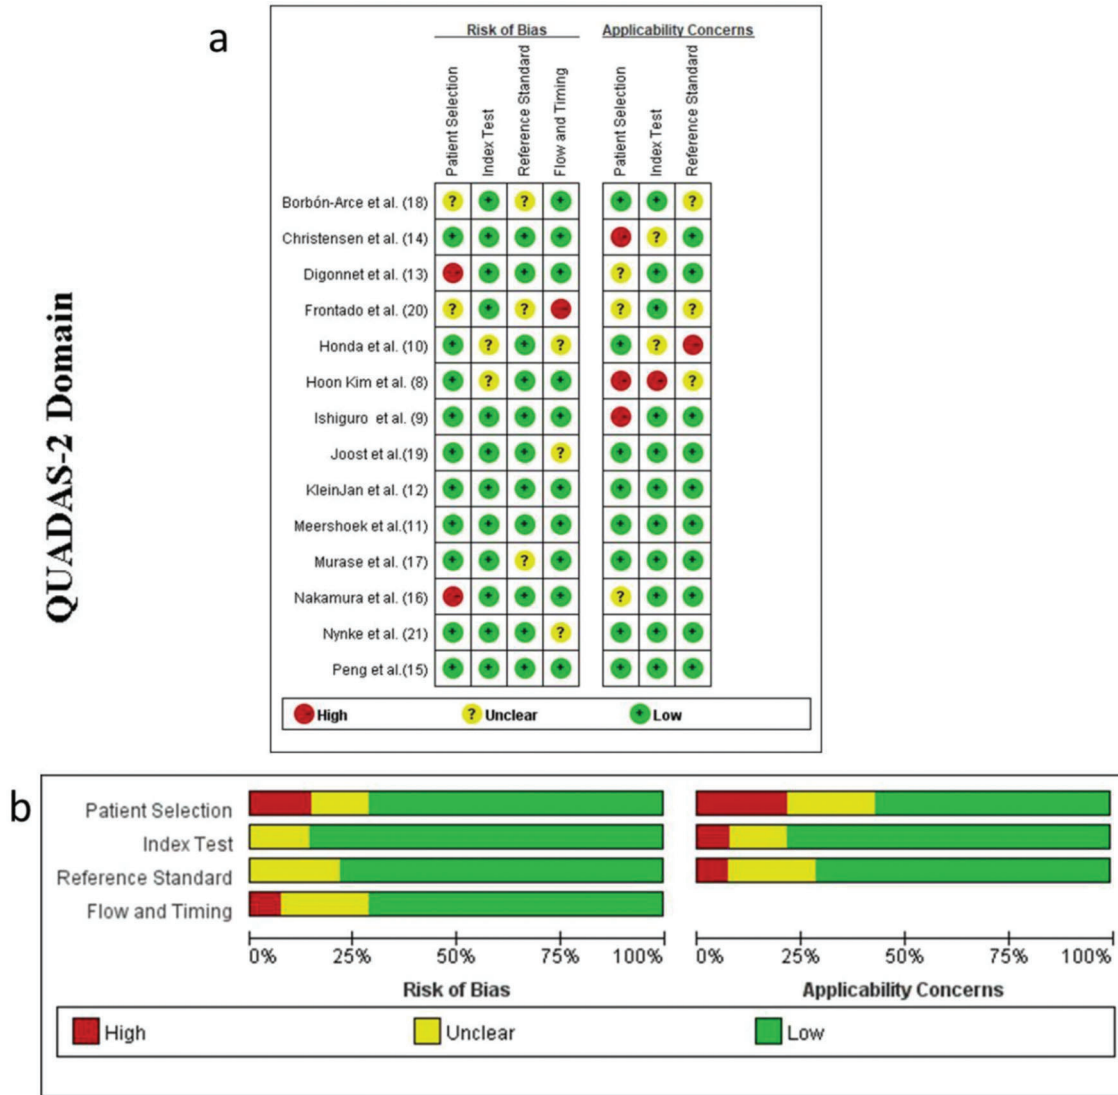 a
Risk of Bias Applicability Concerns
Patient Selection
Index Test
Reference Standard
Flow and Timing
Patient Selection
Index Test
Reference Standard
QUADAS-2 Domain
Borbón-Arce et al. (18) ? + ? + + + ?
Christensen et al. (14) + + + + - ? +
Digonnet et al. (13) - + + + ? + +
Frontado et al. (20) ? + ? - ? + ?
Honda et al. (10) + ? + ? + ? -
Hoon Kim et al. (8) + ? + + - - ?
Ishiguro et al. (9) + + + + - + +
Joost et al.(19) + + + ? + + +
KleinJan et al. (12) + + + + + + +
Meershoek et al.(11) + + + + + + +
Murase et al. (17) + + ? + + + +
Nakamura et al. (16) - + + + ? + +
Nynke et al. (21) + + + ? + + +
Peng et al.(15) + + + + + + +
- High ? Unclear + Low
b
Patient Selection
Index Test
Reference Standard
Flow and Timing
0% 25% 50% 75% 100% 0% 25% 50% 75% 100%
Risk of Bias Applicability Concerns
High Unclear Low